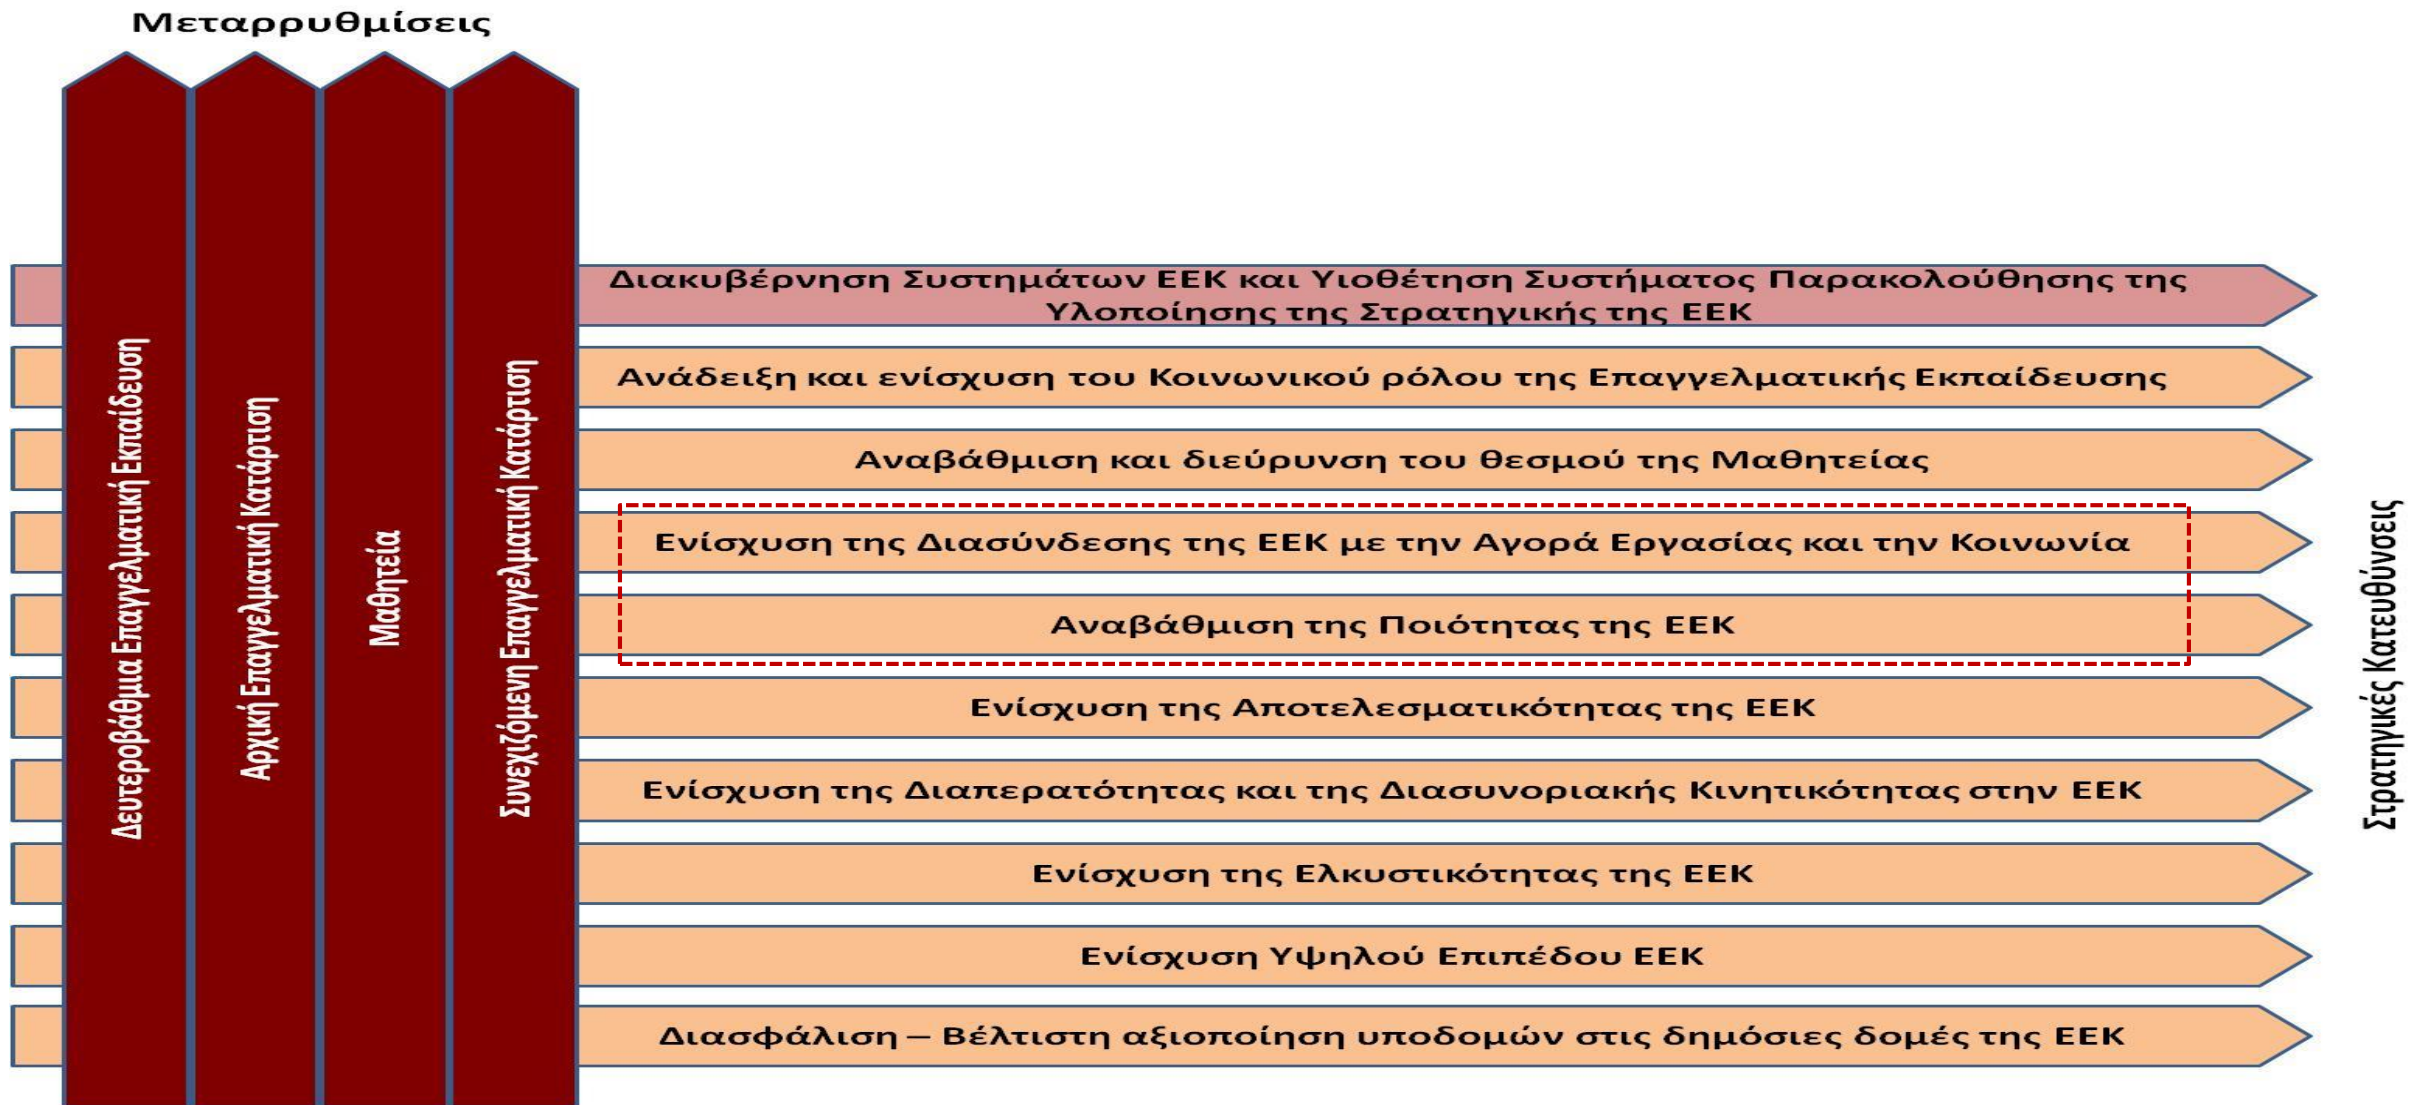 Μεταρρυθμίσεις
Δευτεροβάθμια Επαγγελματική Εκπαίδευση
Αρχική Επαγγελματική Κατάρτιση
Μαθητεία
Συνεχιζόμενη Επαγγελματική Κατάρτιση
Διακυβέρνηση Συστημάτων ΕΕΚ και Υιοθέτηση Συστήματος Παρακολούθησης της
Υλοποίησης της Στρατηγικής της ΕΕΚ
Ανάδειξη και ενίσχυση του Κοινωνικού ρόλου της Επαγγελματικής Εκπαίδευσης
Αναβάθμιση και διεύρυνση του θεσμού της Μαθητείας
Ενίσχυση της Διασύνδεσης της ΕΕΚ με την Αγορά Εργασίας και την Κοινωνία
Αναβάθμιση της Ποιότητας της ΕΕΚ
Ενίσχυση της Αποτελεσματικότητας της ΕΕΚ
Ενίσχυση της Διαπερατότητας και της Διασυνοριακής Κινητικότητας στην ΕΕΚ
Ενίσχυση της Ελκυστικότητας της ΕΕΚ
Ενίσχυση Υψηλού Επιπέδου ΕΕΚ
Διασφάλιση – Βέλτιστη αξιοποίηση υποδομών στις δημόσιες δομές της ΕΕΚ
Στρατηγικές Κατευθύνσεις